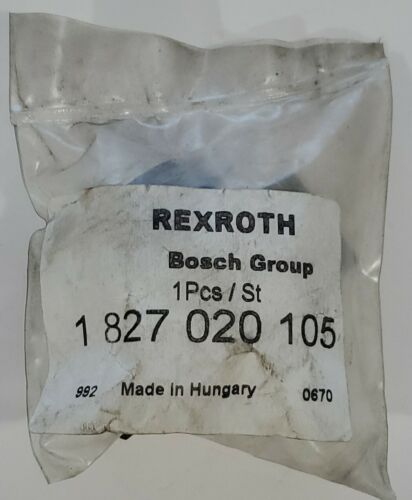 REXROTH
Bosch Group
1Pcs / St
1 827 020 105
992 Made in Hungary 0670